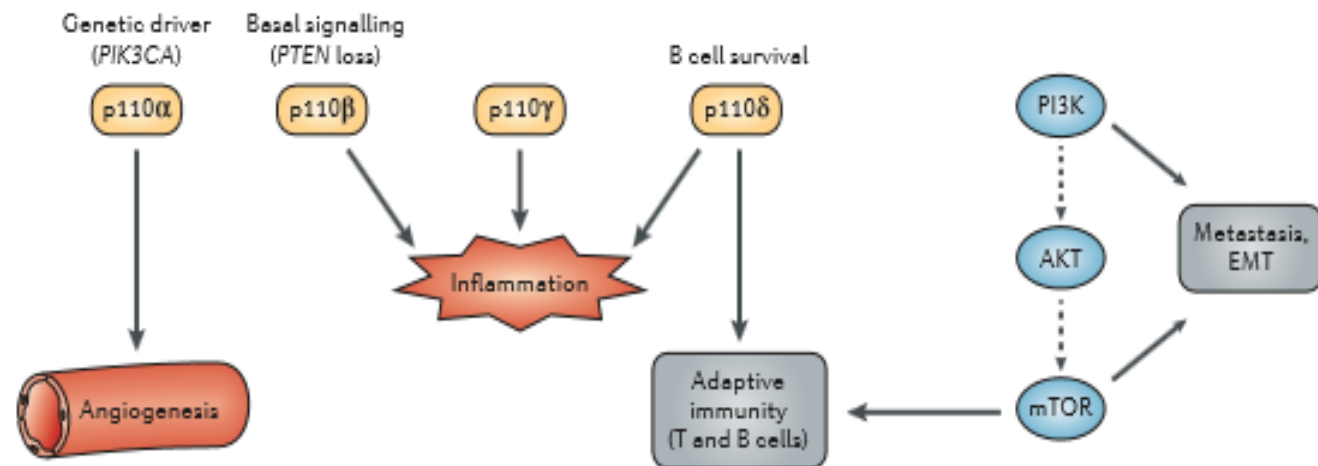 Genetic driver
(PIK3CA)
Basal signalling
(PTEN loss)
B cell survival
p110α
p110β
p110γ
p110δ
PI3K
Metastasis,
EMT
AKT
Inflammation
Angiogenesis
Adaptive
immunity
(T and B cells)
mTOR